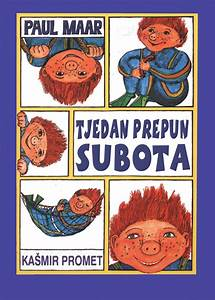 PAUL MAAR
TJEDAN PREPUN
SUBOTA
KAŠMIR PROMET